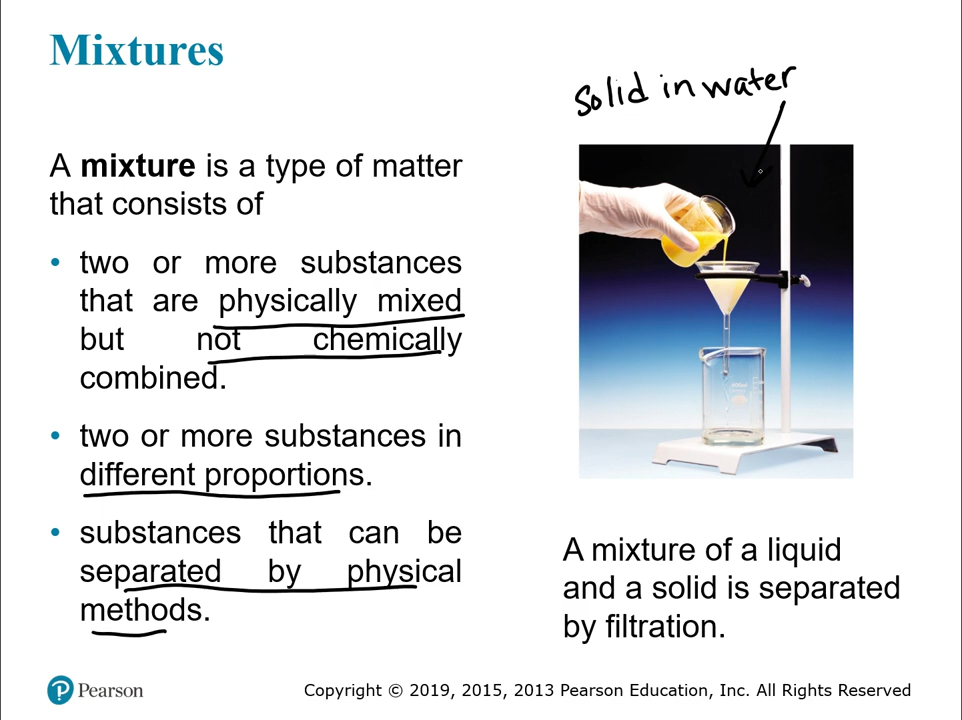 Mixtures
solid in water
A mixture is a type of matter
that consists of
• two or more substances
that are physically mixed
but not chemically
combined.
• two or more substances in
different proportions.
• substances that can be
separated by physical
methods.
A mixture of a liquid
and a solid is separated
by filtration.
Pearson
Copyright © 2019, 2015, 2013 Pearson Education, Inc. All Rights Reserved